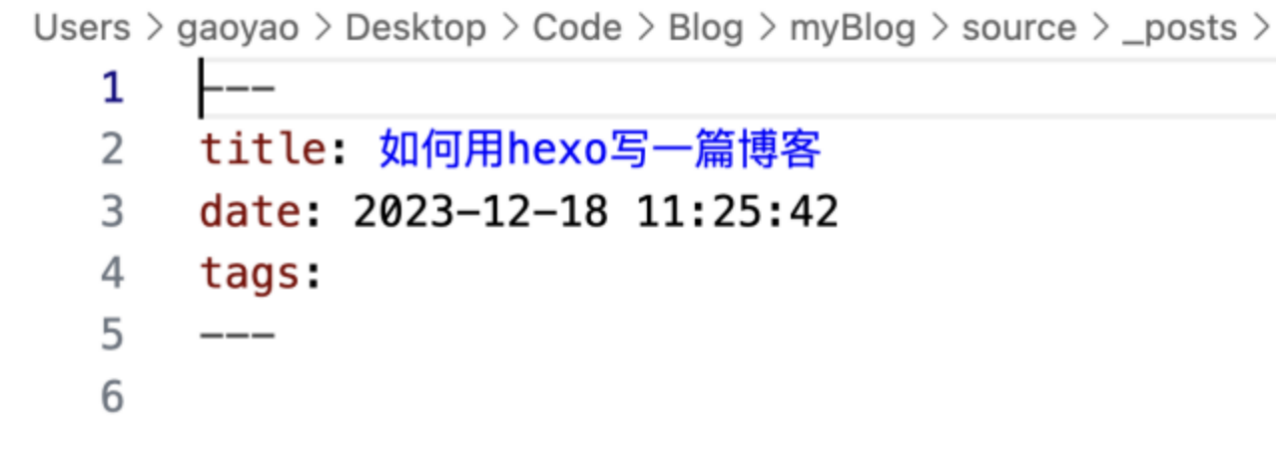 Users > gaoyao > Desktop > Code > Blog > myBlog > source > _posts >
1 ---
2 title: 如何用hexo写一篇博客
3 date: 2023-12-18 11:25:42
4 tags:
5 ---
6